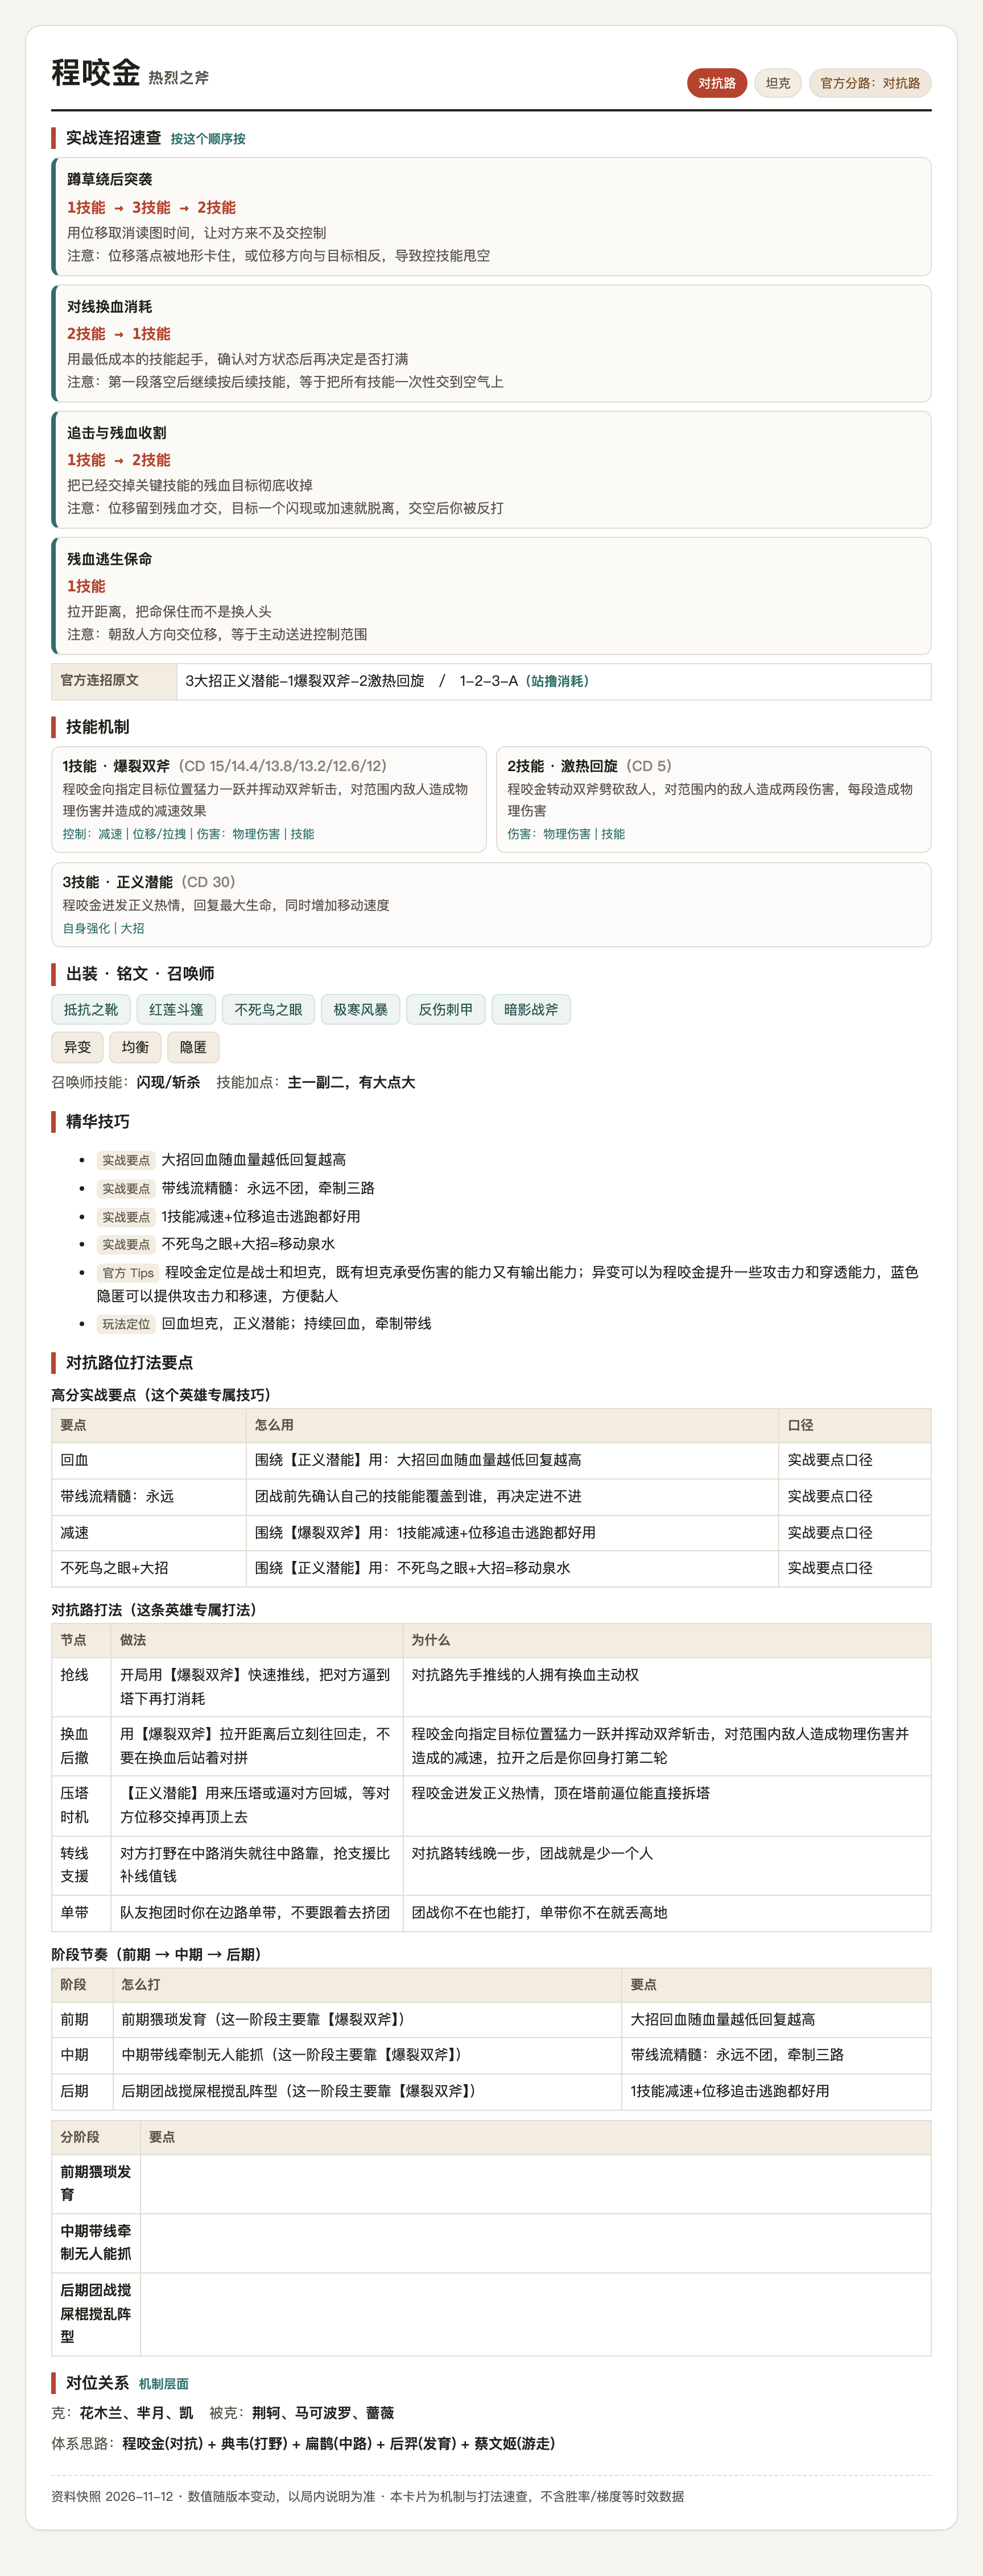 程咬金 热烈之斧
对抗路 坦克 官方分路：对抗路
实战连招速查 按这个顺序按
蹲草绕后突袭
1技能 → 3技能 → 2技能
用位移取消读图时间，让对方来不及交控制
注意：位移落点被地形卡住，或位移方向与目标相反，导致控技能甩空
对线换血消耗
2技能 → 1技能
用最低成本的技能起手，确认对方状态后再决定是否打满
注意：第一段落空后继续按后续技能，等于把所有技能一次性交到空气上
追击与残血收割
1技能 → 2技能
把已经交掉关键技能的残血目标彻底收掉
注意：位移留到残血才交，目标一个闪现或加速就脱离，交空后你被反打
残血逃生保命
1技能
拉开距离，把命保住而不是换人头
注意：朝敌人方向交位移，等于主动送进控制范围
官方连招原文 3大招正义潜能–1爆裂双斧–2激热回旋 / 1–2–3–A（站撸消耗）
技能机制
1技能 · 爆裂双斧（CD 15/14.4/13.8/13.2/12.6/12）
程咬金向指定目标位置猛力一跃并挥动双斧斩击，对范围内敌人造成物
理伤害并造成的减速效果
控制：减速 | 位移/拉拽 | 伤害：物理伤害 | 技能
2技能 · 激热回旋（CD 5）
程咬金转动双斧劈砍敌人，对范围内的敌人造成两段伤害，每段造成物
理伤害
伤害：物理伤害 | 技能
3技能 · 正义潜能（CD 30）
程咬金迸发正义热情，回复最大生命，同时增加移动速度
自身强化 | 大招
出装 · 铭文 · 召唤师
抵抗之靴 红莲斗篷 不死鸟之眼 极寒风暴 反伤刺甲 暗影战斧
异变 均衡 隐匿
召唤师技能：闪现/斩杀 技能加点：主一副二，有大点大
精华技巧
• 实战要点 大招回血随血量越低回复越高
• 实战要点 带线流精髓：永远不团，牵制三路
• 实战要点 1技能减速+位移追击逃跑都好用
• 实战要点 不死鸟之眼+大招=移动泉水
• 官方 Tips 程咬金定位是战士和坦克，既有坦克承受伤害的能力又有输出能力；异变可以为程咬金提升一些攻击力和穿透能力，蓝色
隐匿可以提供攻击力和移速，方便黏人
• 玩法定位 回血坦克，正义潜能；持续回血，牵制带线
对抗路位打法要点
高分实战要点（这个英雄专属技巧）
要点 怎么用 口径
回血 围绕【正义潜能】用：大招回血随血量越低回复越高 实战要点口径
带线流精髓：永远 团战前先确认自己的技能能覆盖到谁，再决定进不进 实战要点口径
减速 围绕【爆裂双斧】用：1技能减速+位移追击逃跑都好用 实战要点口径
不死鸟之眼+大招 围绕【正义潜能】用：不死鸟之眼+大招=移动泉水 实战要点口径
对抗路打法（这条英雄专属打法）
节点 做法 为什么
抢线 开局用【爆裂双斧】快速推线，把对方逼到 对抗路先手推线的人拥有换血主动权
塔下再打消耗
换血 用【爆裂双斧】拉开距离后立刻往回走，不 程咬金向指定目标位置猛力一跃并挥动双斧斩击，对范围内敌人造成物理伤害并
后撤 要在换血后站着对拼 造成的减速，拉开之后是你回身打第二轮
压塔 【正义潜能】用来压塔或逼对方回城，等对 程咬金迸发正义热情，顶在塔前逼位能直接拆塔
时机 方位移交掉再顶上去
转线 对方打野在中路消失就往中路靠，抢支援比 对抗路转线晚一步，团战就是少一个人
支援 补线值钱
单带 队友抱团时你在边路单带，不要跟着去挤团 团战你不在也能打，单带你不在就丢高地
阶段节奏（前期 → 中期 → 后期）
阶段 怎么打 要点
前期 前期猥琐发育（这一阶段主要靠【爆裂双斧】） 大招回血随血量越低回复越高
中期 中期带线牵制无人能抓（这一阶段主要靠【爆裂双斧】） 带线流精髓：永远不团，牵制三路
后期 后期团战搅屎棍搅乱阵型（这一阶段主要靠【爆裂双斧】） 1技能减速+位移追击逃跑都好用
分阶段 要点
前期猥琐发
育
中期带线牵
制无人能抓
后期团战搅
屎棍搅乱阵
型
对位关系 机制层面
克：花木兰、芈月、凯 被克：荆轲、马可波罗、蔷薇
体系思路：程咬金(对抗) + 典韦(打野) + 扁鹊(中路) + 后羿(发育) + 蔡文姬(游走)
资料快照 2026–11–12 · 数值随版本变动，以局内说明为准 · 本卡片为机制与打法速查，不含胜率/梯度等时效数据